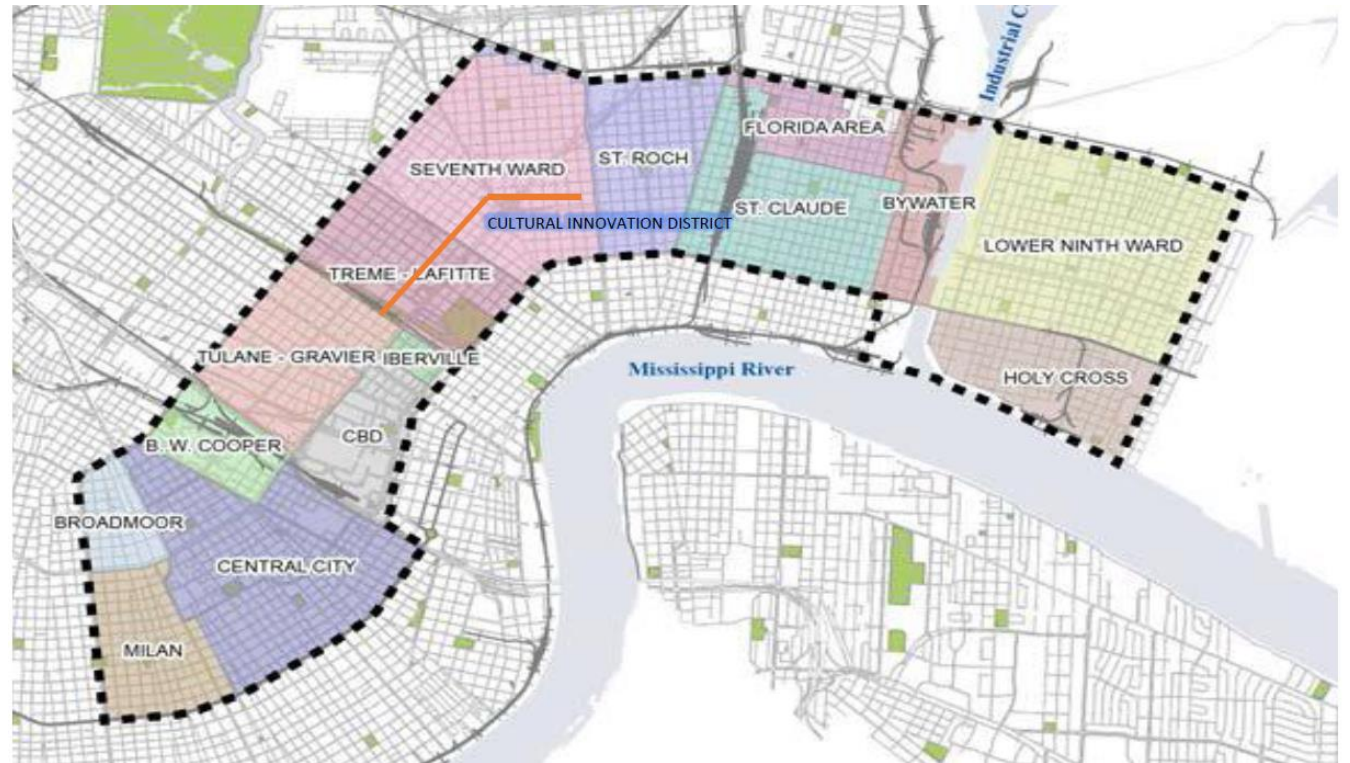 Industrial C
FLORIDA AREA
ST. ROCH
SEVENTH WARD
BYWATER
ST. CLAUDE
CULTURAL INNOVATION DISTRICT
LOWER NINTH WARD
TREME - LAFITTE
TULANE - GRAVIER
IBERVILLE
Mississippi River
HOLY CROSS
CBD
B. W. COOPER
BROADMOOR
CENTRAL CITY
MILAN